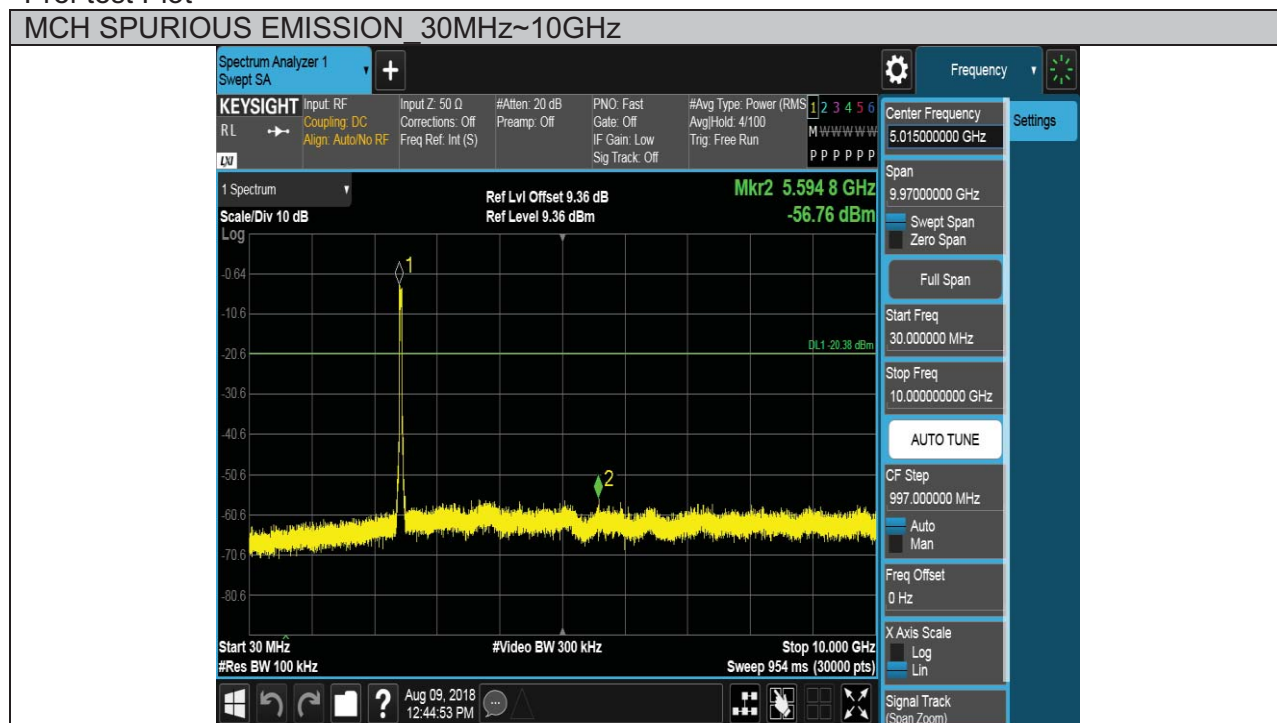 MCH SPURIOUS EMISSION_30MHz~10GHz
Spectrum Analyzer 1
Swept SA
Frequency
KEYSIGHT
RL
LXI
Input: RF
Coupling: DC
Align: Auto/No RF
Input Z: 50 Ω
Corrections: Off
Freq Ref: Int (S)
#Atten: 20 dB
Preamp: Off
PNO: Fast
Gate: Off
IF Gain: Low
Sig Track: Off
#Avg Type: Power (RMS
Avg|Hold: 4/100
Trig: Free Run
1 2 3 4 5 6
M W W W W W
P P P P P P
1 Spectrum
Scale/Div 10 dB
Ref Lvl Offset 9.36 dB
Ref Level 9.36 dBm
Mkr2 5.594 8 GHz
-56.76 dBm
Log
1
-0.64
-10.6
DL1 -20.38 dBm
-20.6
-30.6
-40.6
-50.6
2
-60.6
-70.6
-80.6
Start 30 MHz
#Res BW 100 kHz
#Video BW 300 kHz
Stop 10.000 GHz
Sweep 954 ms (30000 pts)
?
Aug 09, 2018
12:44:53 PM
Center Frequency
5.015000000 GHz
Settings
Span
9.97000000 GHz
Swept Span
Zero Span
Full Span
Start Freq
30.000000 MHz
Stop Freq
10.000000000 GHz
AUTO TUNE
CF Step
997.000000 MHz
Auto
Man
Freq Offset
0 Hz
X Axis Scale
Log
Lin
Signal Track
(Span Zoom)